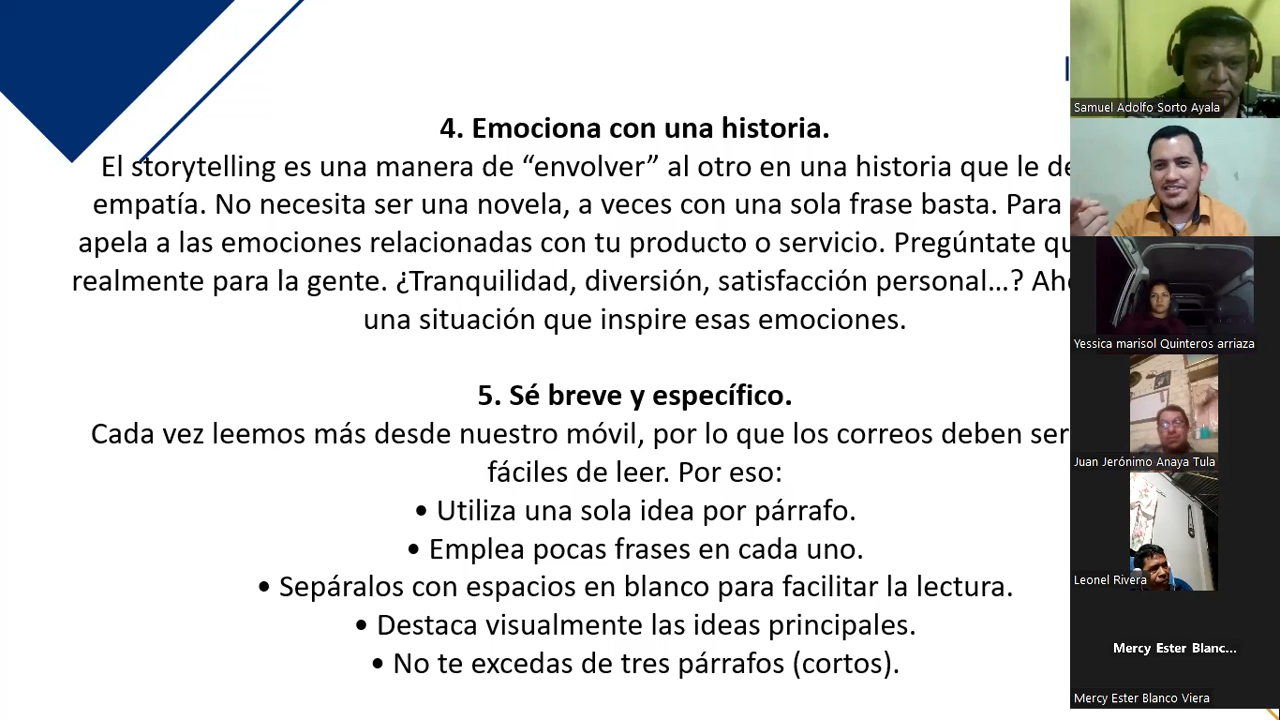 4. Emociona con una historia.
El storytelling es una manera de “envolver” al otro en una historia que le de
empatía. No necesita ser una novela, a veces con una sola frase basta. Para
apela a las emociones relacionadas con tu producto o servicio. Pregúntate qu
realmente para la gente. ¿Tranquilidad, diversión, satisfacción personal…? Aho
una situación que inspire esas emociones.
5. Sé breve y específico.
Cada vez leemos más desde nuestro móvil, por lo que los correos deben ser
fáciles de leer. Por eso:
• Utiliza una sola idea por párrafo.
• Emplea pocas frases en cada uno.
• Sepáralos con espacios en blanco para facilitar la lectura.
• Destaca visualmente las ideas principales.
• No te excedas de tres párrafos (cortos).
Samuel Adolfo Sorto Ayala
Yessica marisol Quinteros arriaza
Juan Jerónimo Anaya Tula
Leonel Rivera
Mercy Ester Blanc...
Mercy Ester Blanco Viera